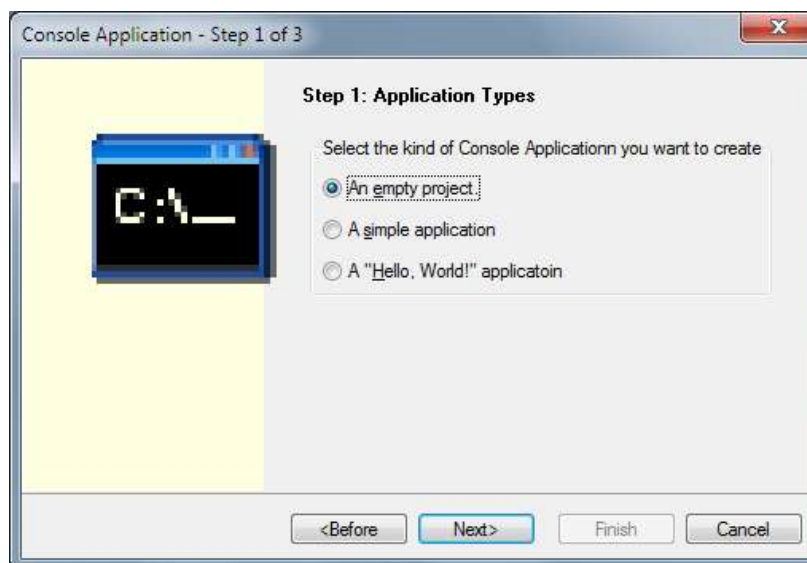 Console Application - Step 1 of 3
Step 1: Application Types
Select the kind of Console Applicationn you want to create
An empty project.
A simple application
A "Hello, World!" applicatoin
C:\_
<Before Next> Finish Cancel